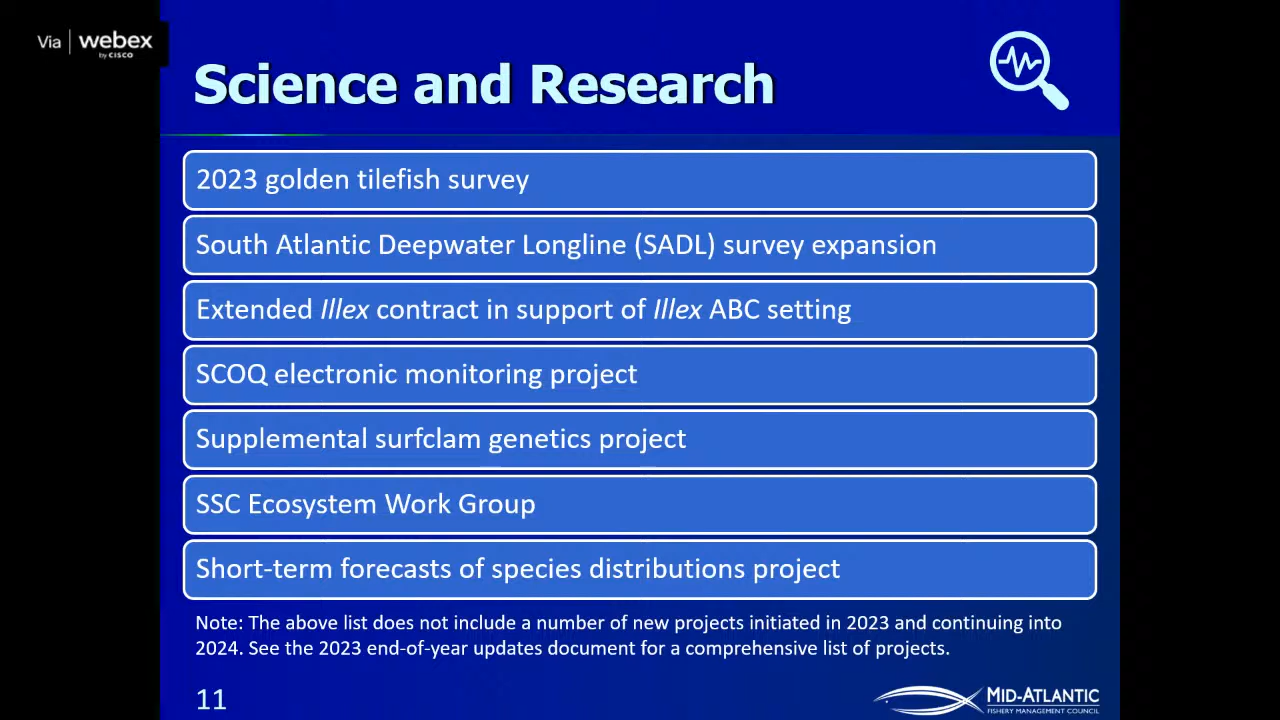 Via | webex
by CISCO
Science and Research
2023 golden tilefish survey
South Atlantic Deepwater Longline (SADL) survey expansion
Extended Illex contract in support of Illex ABC setting
SCOQ electronic monitoring project
Supplemental surfclam genetics project
SSC Ecosystem Work Group
Short-term forecasts of species distributions project
Note: The above list does not include a number of new projects initiated in 2023 and continuing into
2024. See the 2023 end-of-year updates document for a comprehensive list of projects.
11
MID-ATLANTIC
FISHERY MANAGEMENT COUNCIL